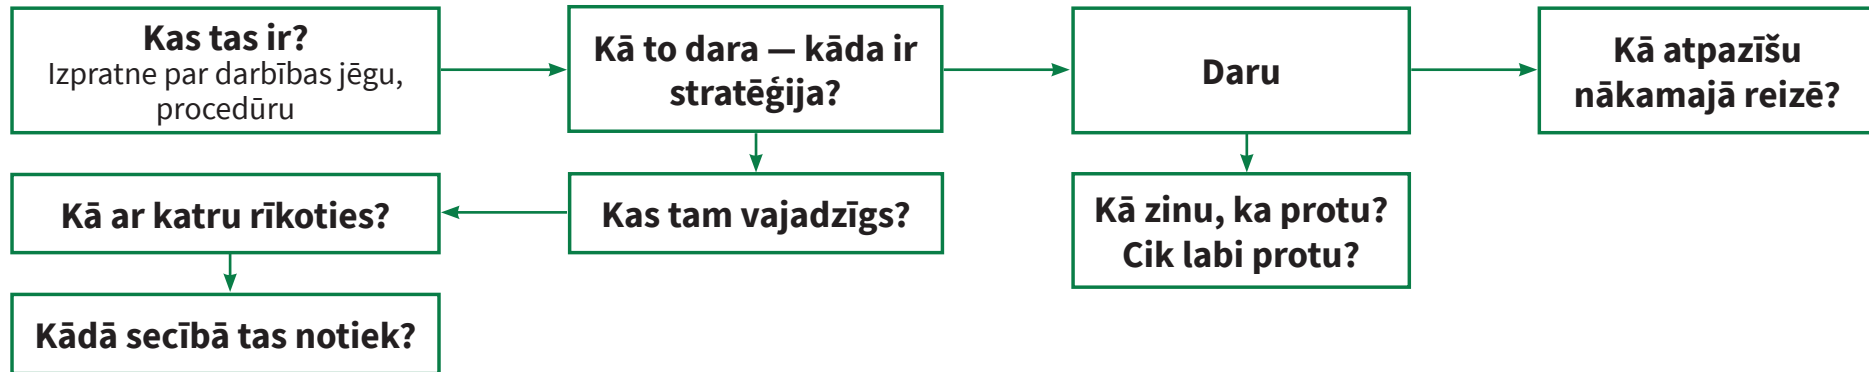 Kas tas ir?
Izpratne par darbības jēgu,
procedūru
Kā to dara — kāda ir
stratēģija?
Daru
Kā atpazīšu
nākamajā reizē?
Kā ar katru rīkoties?
Kas tam vajadzīgs?
Kā zinu, ka protu?
Cik labi protu?
Kādā secībā tas notiek?